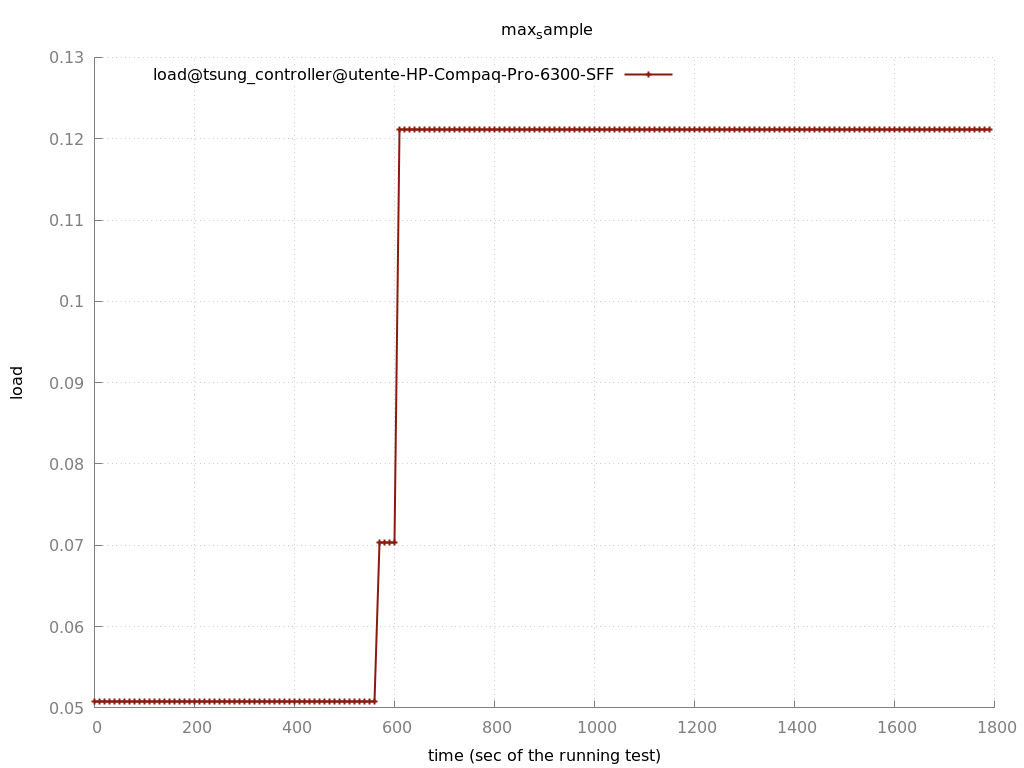 maxsample
0.13
load@tsung_controller@utente-HP-Compaq-Pro-6300-SFF
0.12
0.11
0.1
0.09
load
0.08
0.07
0.06
0.05
0 200 400 600 800 1000 1200 1400 1600 1800
time (sec of the running test)